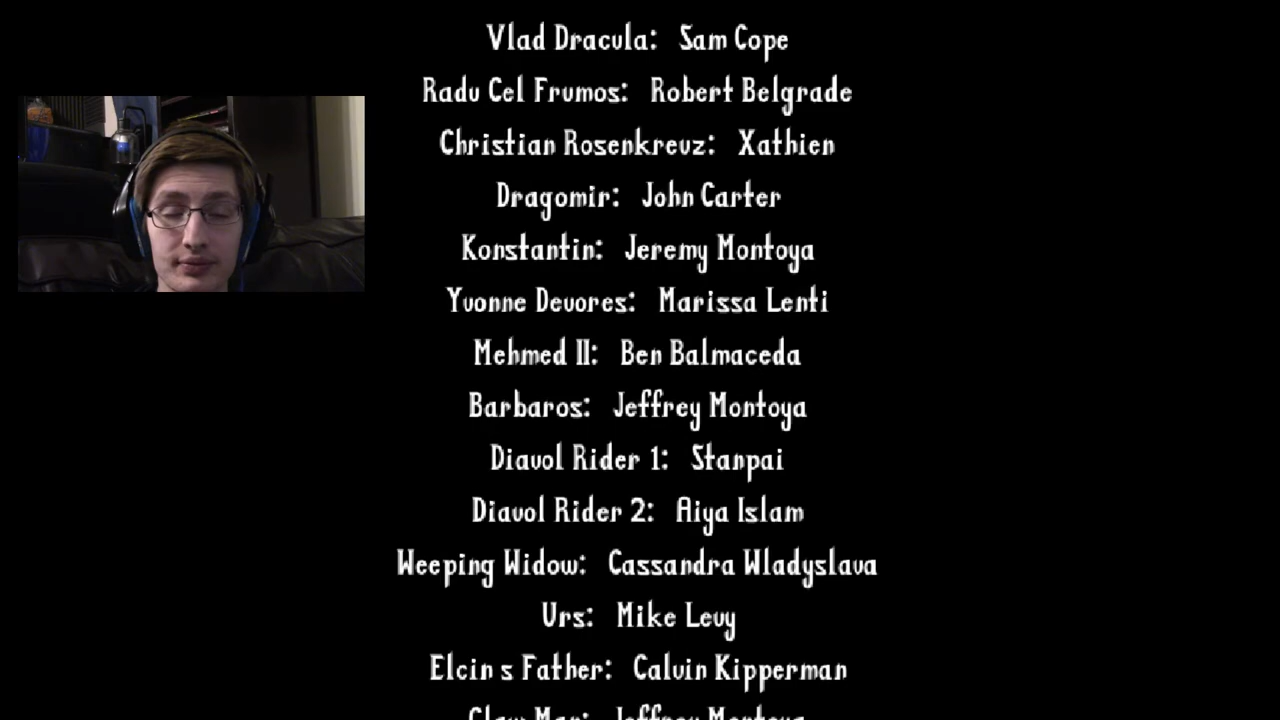 Vlad Dracula: Sam Cope
Radu Cel Frumos: Robert Belgrade
Christian Rosenkreuz: Xathien
Dragomir: John Carter
Konstantin: Jeremy Montoya
Yvonne Devores: Marissa Lenti
Mehmed II: Ben Balmaceda
Barbaros: Jeffrey Montoya
Diavol Rider 1: Stanpai
Diavol Rider 2: Aiya Islam
Weeping Widow: Cassandra Wladyslava
Urs: Mike Levy
Elcin s Father: Calvin Kipperman
Jeffrey Montoya